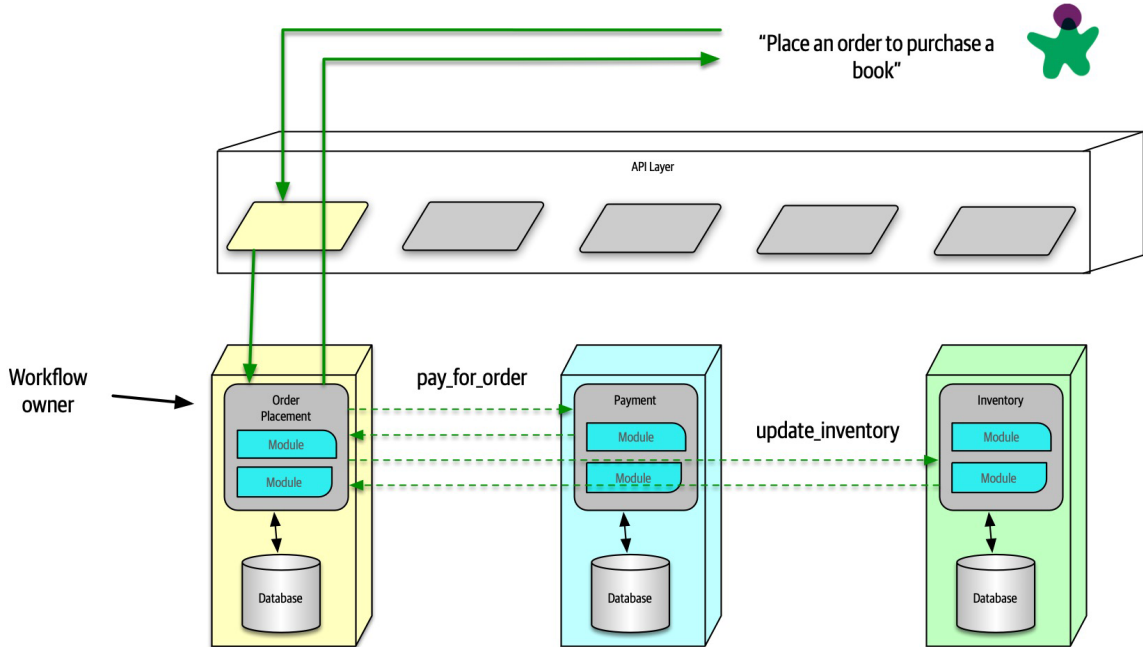 “Place an order to purchase a
book”
API Layer
Workflow
owner
Order
Placement
Module
Module
Database
pay_for_order
Payment
Module
Module
Database
update_inventory
Inventory
Module
Module
Database